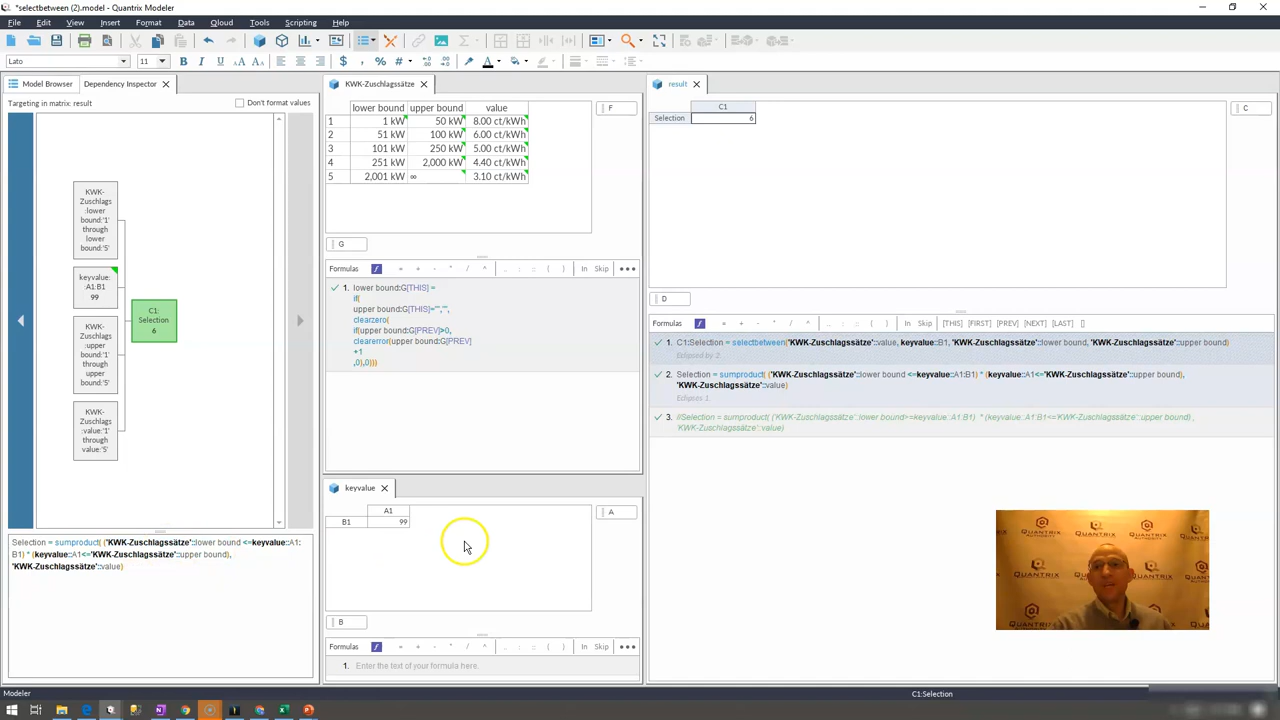 *selectbetween (2).model - Quantrix Modeler
File Edit View Insert Format Data Qloud Tools Scripting Help
Lato 11 B I U
Model Browser Dependency Inspector
Targeting in matrix: result Don't format values
KWK-
Zuschlags
:lower
bound:'1'
through
lower
bound:'5'
keyvalue:
:A1:B1
99
KWK-
Zuschlags
:upper
bound:'1'
through
upper
bound:'5'
KWK-
Zuschlags
:value:'1'
through
value:'5'
C1:
Selection
6
Selection = sumproduct( ('KWK-Zuschlagssätze'::lower bound <=keyvalue::A1:
B1) * (keyvalue::A1<='KWK-Zuschlagssätze'::upper bound),
'KWK-Zuschlagssätze'::value)
KWK-Zuschlagssätze
lower bound upper bound value
1 1 kW 50 kW 8.00 ct/kWh
2 51 kW 100 kW 6.00 ct/kWh
3 101 kW 250 kW 5.00 ct/kWh
4 251 kW 2,000 kW 4.40 ct/kWh
5 2,001 kW ∞ 3.10 ct/kWh
F
G
Formulas ƒ = + - * / ^ . : :: ( ) In Skip •••
1. lower bound:G[THIS] =
if(
upper bound:G[THIS]="","",
clearzero(
if(upper bound:G[PREV]>0,
clearerror(upper bound:G[PREV]
+1
,0),0)))
keyvalue
A1
B1 99
A
B
Formulas ƒ = + - * / ^ . : :: ( ) In Skip •••
1. Enter the text of your formula here.
result
C1
Selection 6
C
D
Formulas ƒ = + - * / ^ .. : :: ( ) In Skip [THIS] [FIRST] [PREV] [NEXT] [LAST] []
1. C1:Selection = selectbetween('KWK-Zuschlagssätze'::value, keyvalue::B1, 'KWK-Zuschlagssätze'::lower bound, 'KWK-Zuschlagssätze'::upper bound)
Eclipsed by 2
2. Selection = sumproduct( ('KWK-Zuschlagssätze'::lower bound <=keyvalue::A1:B1) * (keyvalue::A1<='KWK-Zuschlagssätze'::upper bound),
'KWK-Zuschlagssätze'::value)
Eclipses 1
3. //Selection = sumproduct( ('KWK-Zuschlagssätze'::lower bound>=keyvalue::A1:B1) * (keyvalue::A1:B1<='KWK-Zuschlagssätze'::upper bound) ,
'KWK-Zuschlagssätze'::value)
QUANTRIX
AUTHORITY
Modeler C1:Selection